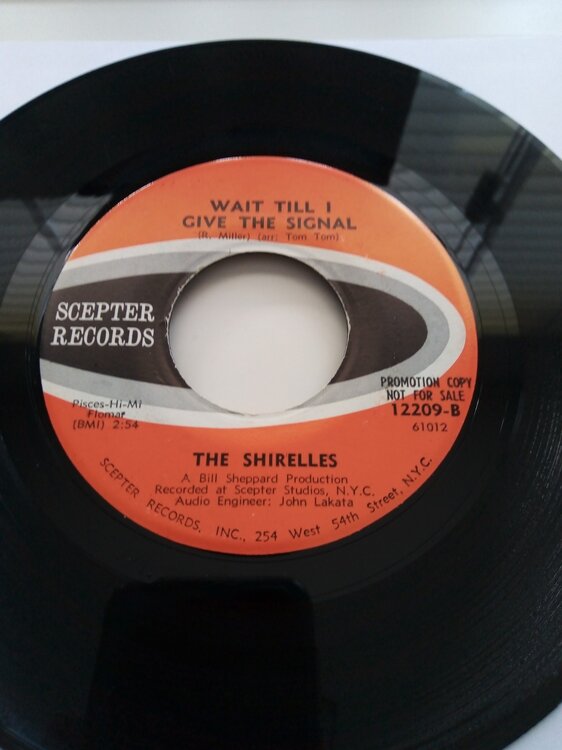 WAIT TILL I
GIVE THE SIGNAL
(R. Miller) (arr: Tom Tom)
SCEPTER
RECORDS
Pisces-Hi-Mi
Flomar
(BMI) 2:54
PROMOTION COPY
NOT FOR SALE
12209-B
61012
THE SHIRELLES
A Bill Sheppard Production
Recorded at Scepter Studios, N.Y.C.
Audio Engineer: John Lakata
SCEPTER RECORDS, INC., 254 West 54th Street, N.Y.C.